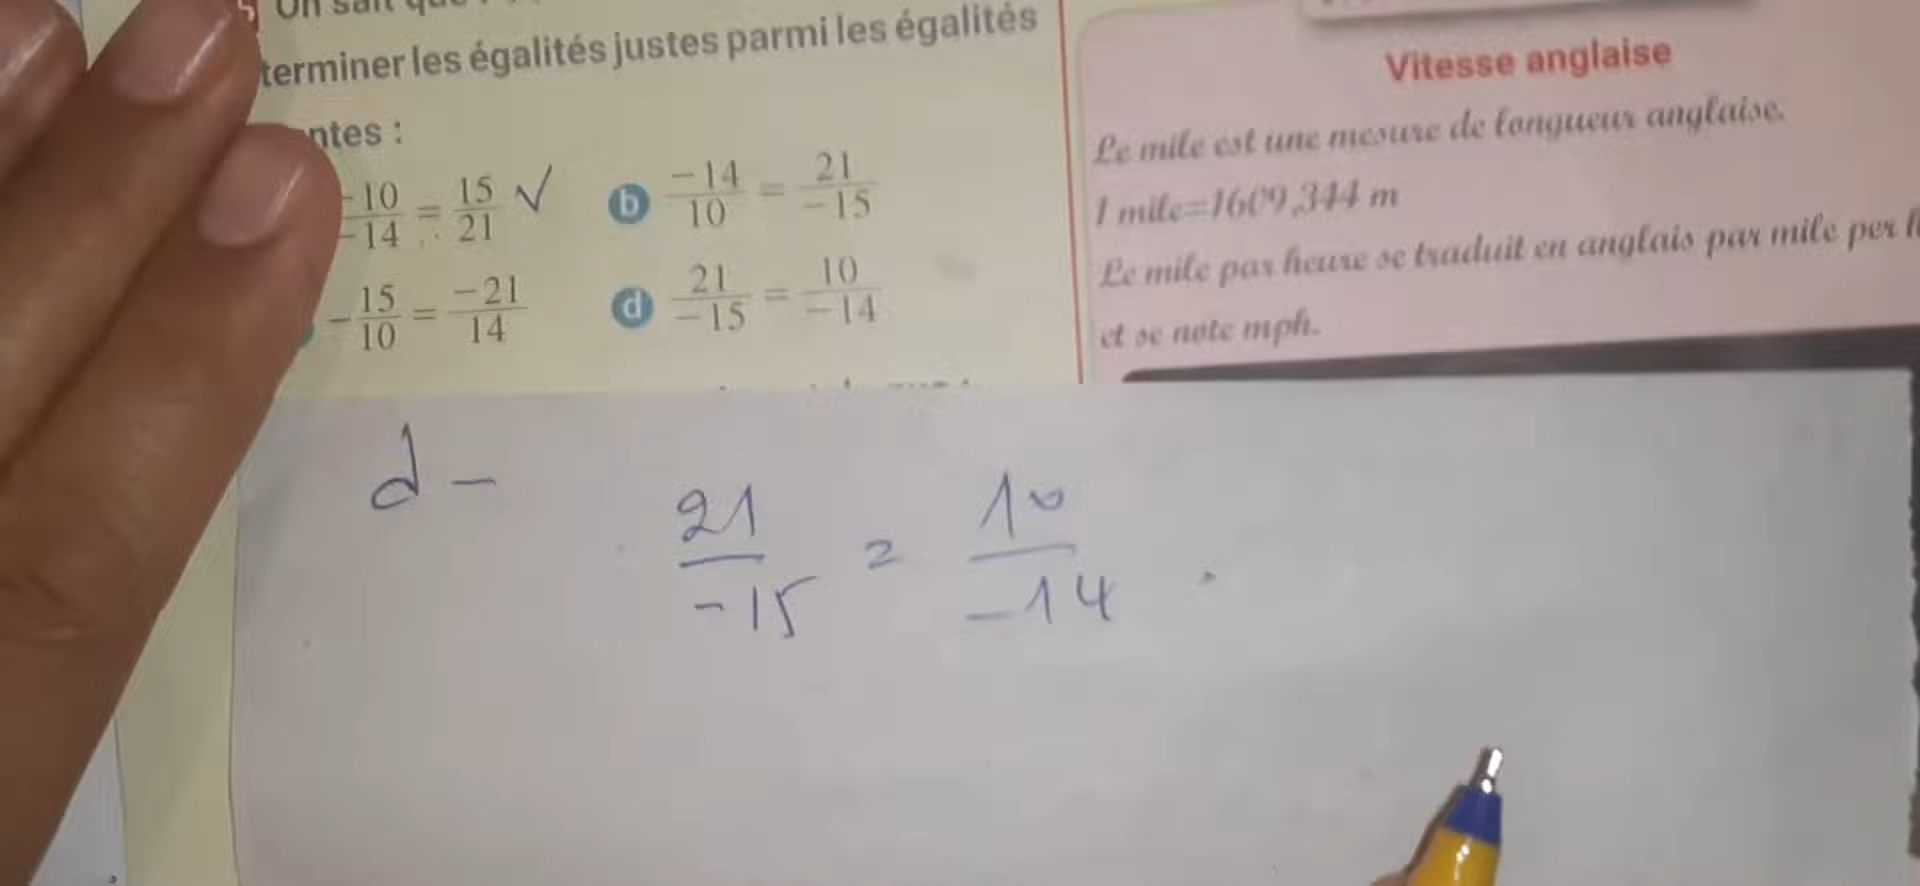 On sait que
terminer les égalités justes parmi les égalités
ntes :
-10/-14 = 15/21 ✓ b -14/10 = 21/-15
-15/10 = -21/14 d 21/-15 = 10/-14
Vitesse anglaise
Le mile est une mesure de longueur anglaise.
1 mile=1609,344 m
Le mile par heure se traduit en anglais par mile per h
et se note mph.
d - 21/-15 = 10/-14 .